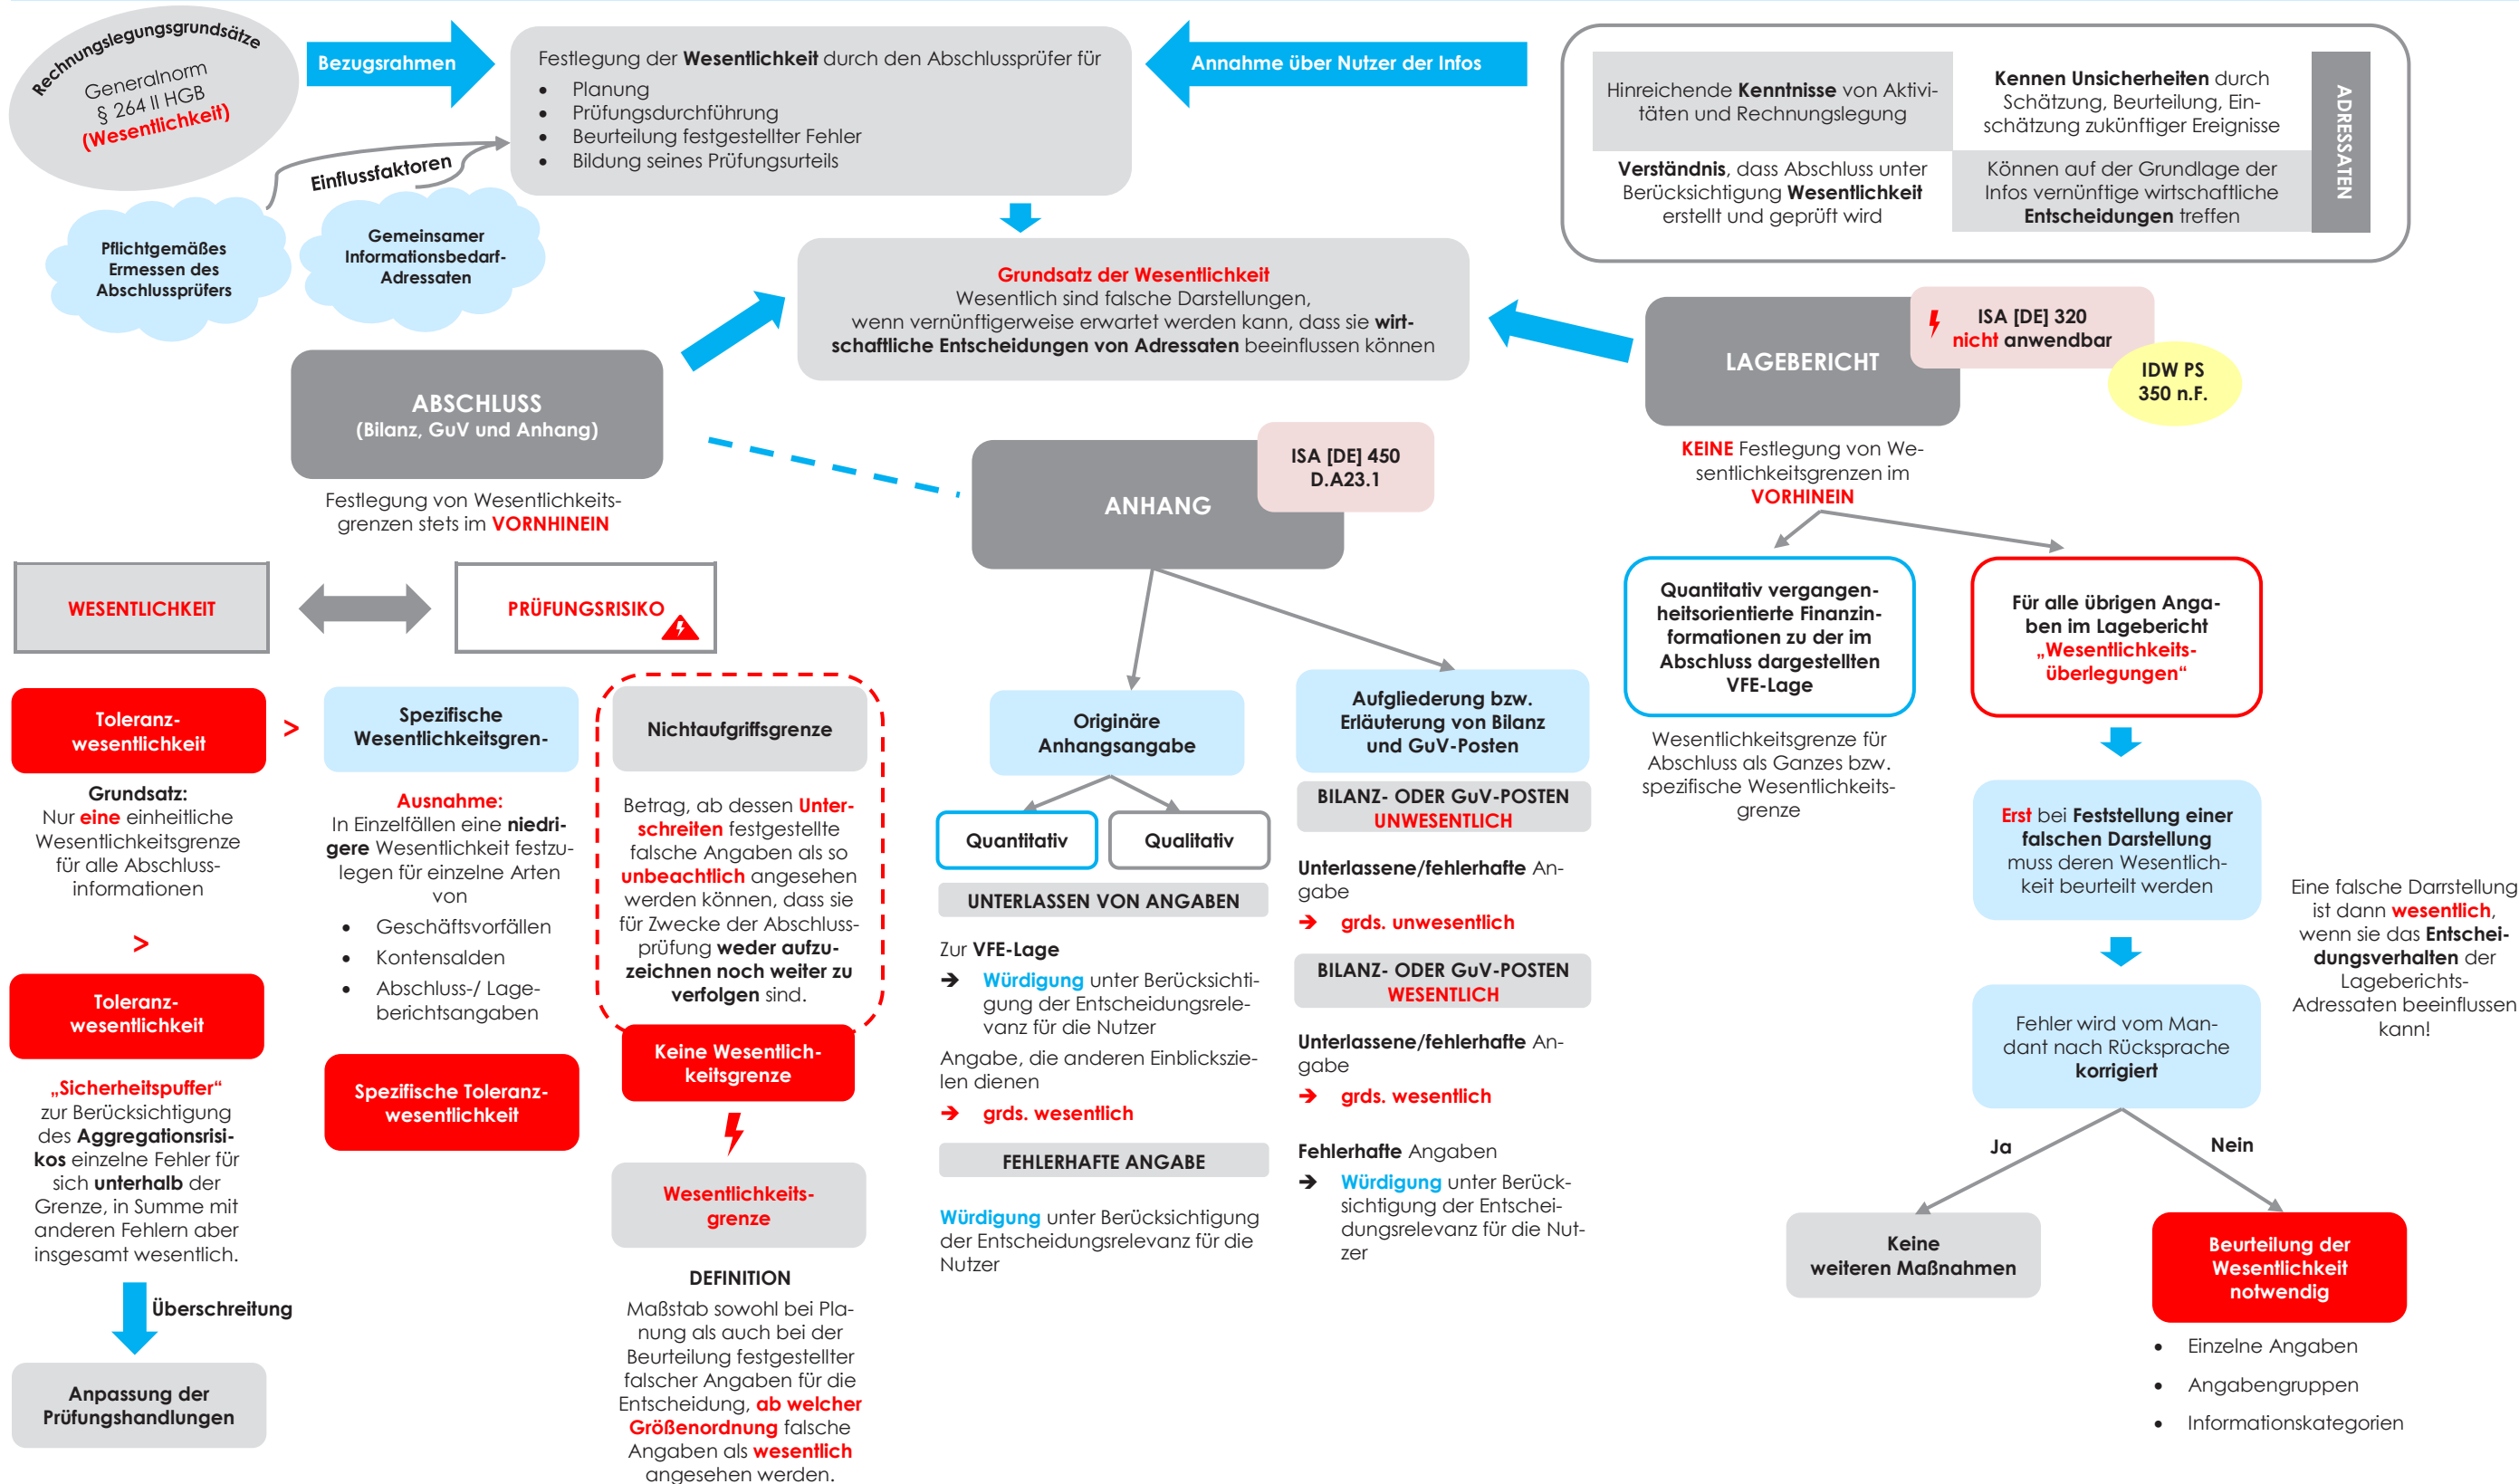 Rechnungslegungsgrundsätze
Generalnorm
§ 264 II HGB
(Wesentlichkeit)
Bezugsrahmen
Festlegung der Wesentlichkeit durch den Abschlussprüfer für
• Planung
• Prüfungsdurchführung
• Beurteilung festgestellter Fehler
• Bildung seines Prüfungsurteils
Annahme über Nutzer der Infos
Hinreichende Kenntnisse von Aktivi-
täten und Rechnungslegung
Kennen Unsicherheiten durch
Schätzung, Beurteilung, Ein-
schätzung zukünftiger Ereignisse
Verständnis, dass Abschluss unter
Berücksichtigung Wesentlichkeit
erstellt und geprüft wird
Können auf der Grundlage der
Infos vernünftige wirtschaftliche
Entscheidungen treffen
ADRESSATEN
Einflussfaktoren
Pflichtgemäßes
Ermessen des
Abschlussprüfers
Gemeinsamer
Informationsbedarf-
Adressaten
Grundsatz der Wesentlichkeit
Wesentlich sind falsche Darstellungen,
wenn vernünftigerweise erwartet werden kann, dass sie wirt-
schaftliche Entscheidungen von Adressaten beeinflussen können
ABSCHLUSS
(Bilanz, GuV und Anhang)
Festlegung von Wesentlichkeits-
grenzen stets im VORNHINEIN
ANHANG
ISA [DE] 450
D.A23.1
LAGEBERICHT
ISA [DE] 320
nicht anwendbar
IDW PS
350 n.F.
KEINE Festlegung von We-
sentlichkeitsgrenzen im
VORHINEIN
WESENTLICHKEIT
PRÜFUNGSRISIKO
Toleranz-
wesentlichkeit
>
Grundsatz:
Nur eine einheitliche
Wesentlichkeitsgrenze
für alle Abschluss-
informationen
>
Toleranz-
wesentlichkeit
„Sicherheitspuffer“
zur Berücksichtigung
des Aggregationsrisi-
kos einzelne Fehler für
sich unterhalb der
Grenze, in Summe mit
anderen Fehlern aber
insgesamt wesentlich.
Überschreitung
Anpassung der
Prüfungshandlungen
Spezifische
Wesentlichkeitsgren-
Ausnahme:
In Einzelfällen eine niedri-
gere Wesentlichkeit festzu-
legen für einzelne Arten
von
• Geschäftsvorfällen
• Kontensalden
• Abschluss-/ Lage-
berichtsangaben
Spezifische Toleranz-
wesentlichkeit
Nichtaufgriffsgrenze
Betrag, ab dessen Unter-
schreiten festgestellte
falsche Angaben als so
unbeachtlich angesehen
werden können, dass sie
für Zwecke der Abschluss-
prüfung weder aufzu-
zeichnen noch weiter zu
verfolgen sind.
Keine Wesentlich-
keitsgrenze
Wesentlichkeits-
grenze
DEFINITION
Maßstab sowohl bei Pla-
nung als auch bei der
Beurteilung festgestellter
falscher Angaben für die
Entscheidung, ab welcher
Größenordnung falsche
Angaben als wesentlich
angesehen werden.
Originäre
Anhangsangabe
Quantitativ
Qualitativ
UNTERLASSEN VON ANGABEN
Zur VFE-Lage
➔ Würdigung unter Berücksichti-
gung der Entscheidungsrele-
vanz für die Nutzer
Angabe, die anderen Einblickszie-
len dienen
➔ grds. wesentlich
FEHLERHAFTE ANGABE
Würdigung unter Berücksichtigung
der Entscheidungsrelevanz für die
Nutzer
Aufgliederung bzw.
Erläuterung von Bilanz
und GuV-Posten
BILANZ- ODER GuV-POSTEN
UNWESENTLICH
Unterlassene/fehlerhafte An-
gabe
➔ grds. unwesentlich
BILANZ- ODER GuV-POSTEN
WESENTLICH
Unterlassene/fehlerhafte An-
gabe
➔ grds. wesentlich
Fehlerhafte Angaben
➔ Würdigung unter Berück-
sichtigung der Entschei-
dungsrelevanz für die Nut-
zer
Quantitativ vergangen-
heitsorientierte Finanzin-
formationen zu der im
Abschluss dargestellten
VFE-Lage
Wesentlichkeitsgrenze für
Abschluss als Ganzes bzw.
spezifische Wesentlichkeits-
grenze
Für alle übrigen Anga-
ben im Lagebericht
„Wesentlichkeits-
überlegungen“
Erst bei Feststellung einer
falschen Darstellung
muss deren Wesentlich-
keit beurteilt werden
Eine falsche Darrstellung
ist dann wesentlich,
wenn sie das Entschei-
dungsverhalten der
Lageberichts-
Adressaten beeinflussen
kann!
Fehler wird vom Man-
dant nach Rücksprache
korrigiert
Ja
Nein
Keine
weiteren Maßnahmen
Beurteilung der
Wesentlichkeit
notwendig
• Einzelne Angaben
• Angabengruppen
• Informationskategorien